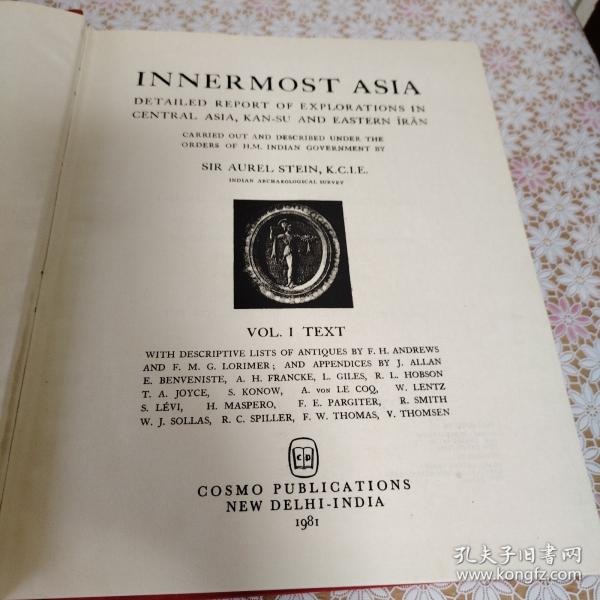 INNERMOST ASIA
DETAILED REPORT OF EXPLORATIONS IN
CENTRAL ASIA, KAN-SU AND EASTERN ĪRĀN
CARRIED OUT AND DESCRIBED UNDER THE
ORDERS OF H.M. INDIAN GOVERNMENT BY
SIR AUREL STEIN, K.C.I.E.
INDIAN ARCHAEOLOGICAL SURVEY
VOL. I TEXT
WITH DESCRIPTIVE LISTS OF ANTIQUES BY F. H. ANDREWS
AND F. M. G. LORIMER; AND APPENDICES BY J. ALLAN
E. BENVENISTE, A. H. FRANCKE, L. GILES, R. L. HOBSON
T. A. JOYCE, S. KONOW, A. VON LE COQ, W. LENTZ
S. LÉVI, H. MASPERO, F. E. PARGITER, R. SMITH
W. J. SOLLAS, R. C. SPILLER, F. W. THOMAS, V. THOMSEN
C D
COSMO PUBLICATIONS
NEW DELHI-INDIA
1981
孔夫子旧书网
www.kongfz.com